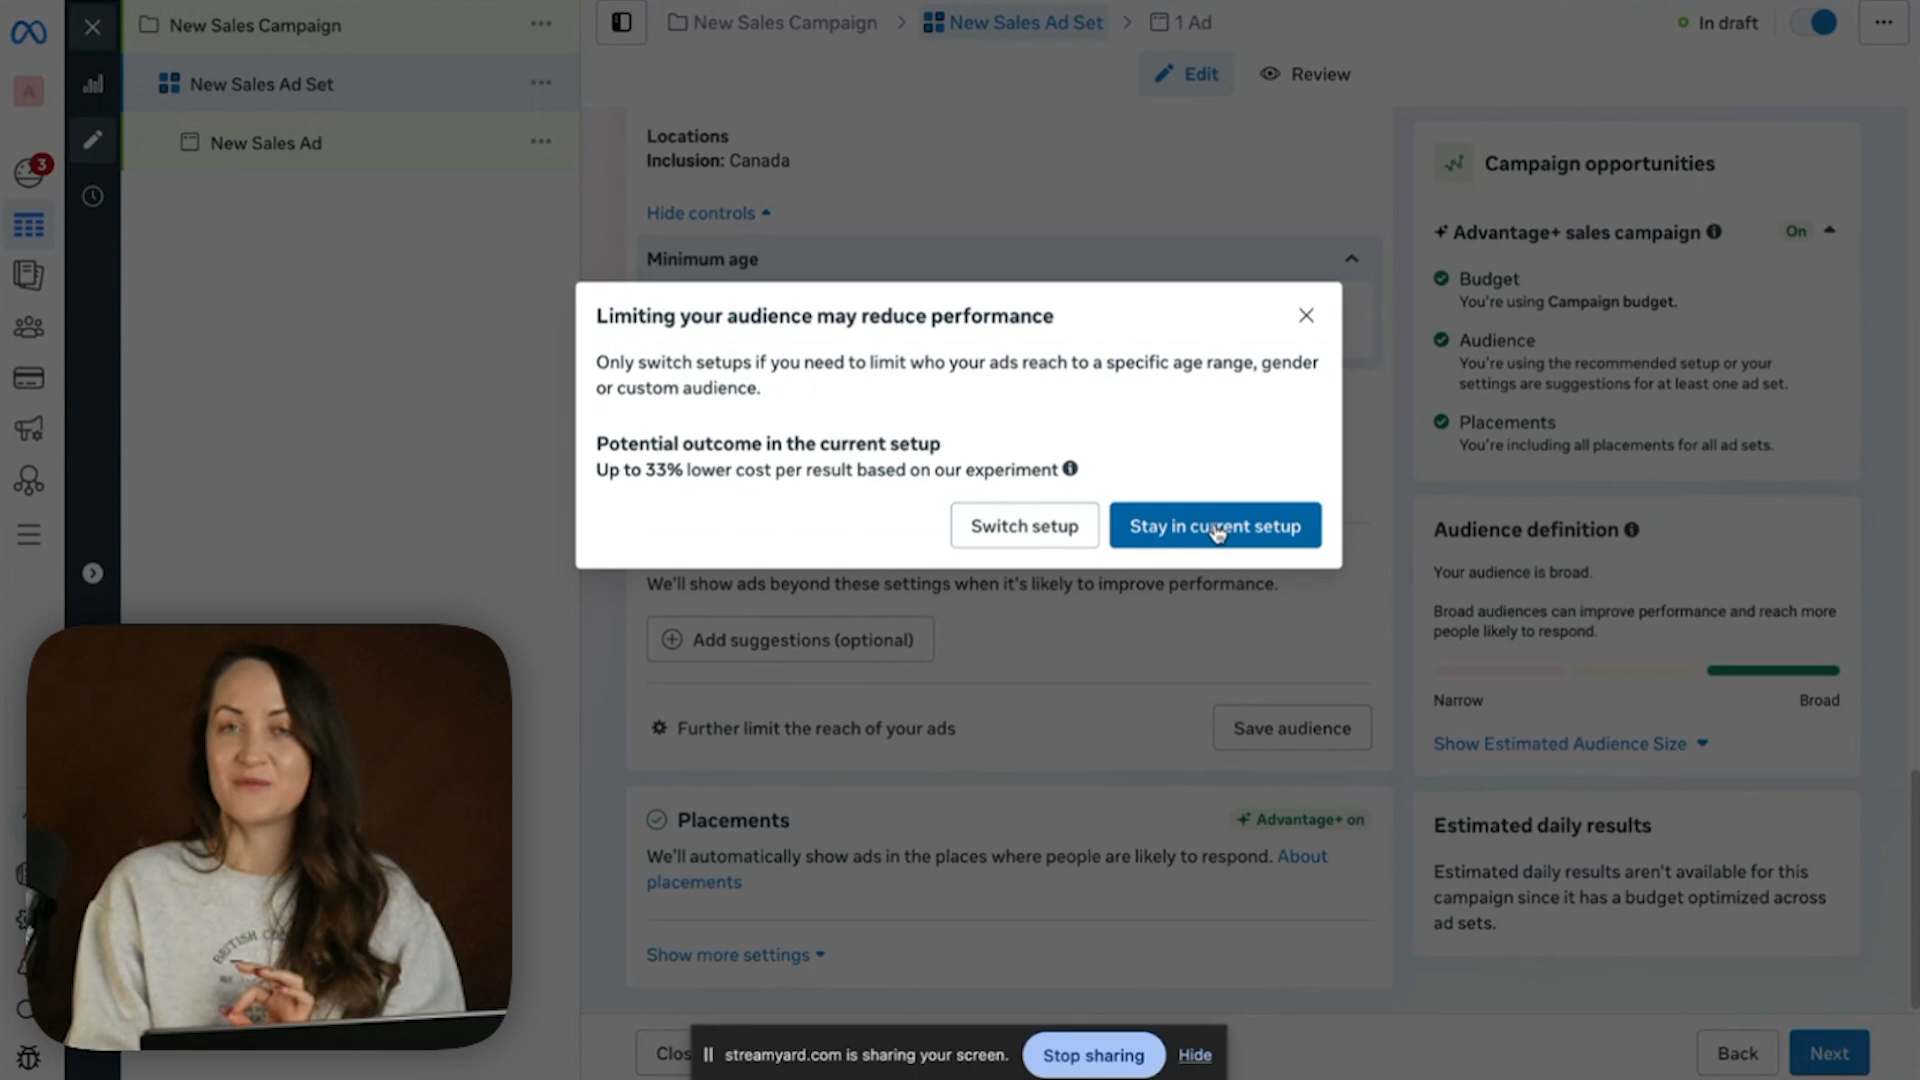 New Sales Campaign
New Sales Ad Set
New Sales Ad
A
3
New Sales Campaign
New Sales Ad Set
1 Ad
In draft
Edit
Review
Locations
Inclusion: Canada
Hide controls
Minimum age
Limiting your audience may reduce performance
Only switch setups if you need to limit who your ads reach to a specific age range, gender
or custom audience.
Potential outcome in the current setup
Up to 33% lower cost per result based on our experiment
Switch setup
Stay in current setup
We'll show ads beyond these settings when it's likely to improve performance.
Add suggestions (optional)
Further limit the reach of your ads
Save audience
Placements
Advantage+ on
We'll automatically show ads in the places where people are likely to respond. About
placements
Show more settings
Campaign opportunities
Advantage+ sales campaign
On
Budget
You're using Campaign budget.
Audience
You're using the recommended setup or your
settings are suggestions for at least one ad set.
Placements
You're including all placements for all ad sets.
Audience definition
Your audience is broad.
Broad audiences can improve performance and reach more
people likely to respond.
Narrow
Broad
Show Estimated Audience Size
Estimated daily results
Estimated daily results aren't available for this
campaign since it has a budget optimized across
ad sets.
BRITISH
streamyard.com is sharing your screen.
Stop sharing
Hide
Back
Next